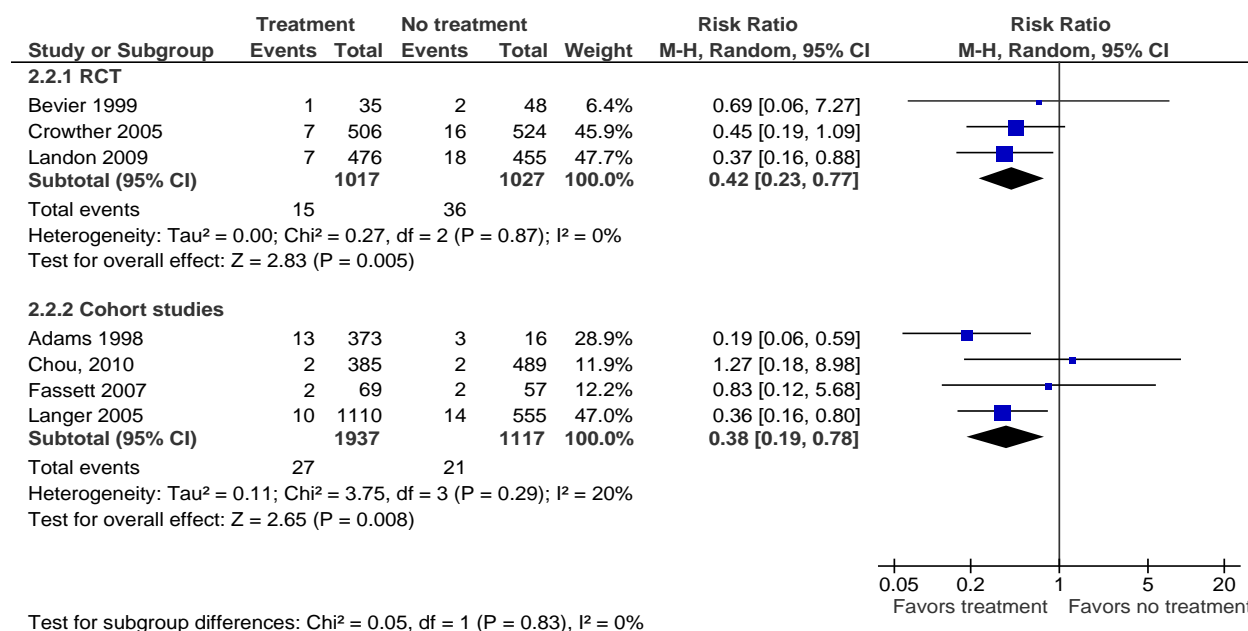 Treatment No treatment Risk Ratio Risk Ratio
Study or Subgroup Events Total Events Total Weight M-H, Random, 95% CI M-H, Random, 95% CI
2.2.1 RCT
Bevier 1999 1 35 2 48 6.4% 0.69 [0.06, 7.27]
Crowther 2005 7 506 16 524 45.9% 0.45 [0.19, 1.09]
Landon 2009 7 476 18 455 47.7% 0.37 [0.16, 0.88]
Subtotal (95% CI) 1017 1027 100.0% 0.42 [0.23, 0.77]
Total events 15 36
Heterogeneity: Tau² = 0.00; Chi² = 0.27, df = 2 (P = 0.87); I² = 0%
Test for overall effect: Z = 2.83 (P = 0.005)
2.2.2 Cohort studies
Adams 1998 13 373 3 16 28.9% 0.19 [0.06, 0.59]
Chou, 2010 2 385 2 489 11.9% 1.27 [0.18, 8.98]
Fassett 2007 2 69 2 57 12.2% 0.83 [0.12, 5.68]
Langer 2005 10 1110 14 555 47.0% 0.36 [0.16, 0.80]
Subtotal (95% CI) 1937 1117 100.0% 0.38 [0.19, 0.78]
Total events 27 21
Heterogeneity: Tau² = 0.11; Chi² = 3.75, df = 3 (P = 0.29); I² = 20%
Test for overall effect: Z = 2.65 (P = 0.008)
0.05 0.2 1 5 20
Favors treatment Favors no treatment
Test for subgroup differences: Chi² = 0.05, df = 1 (P = 0.83), I² = 0%